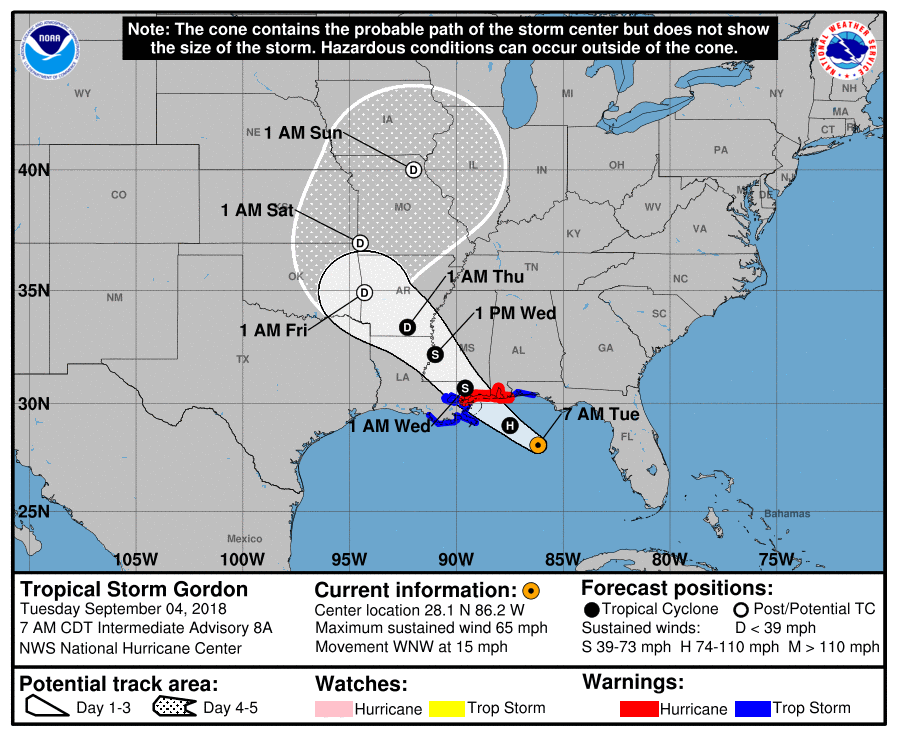 Note: The cone contains the probable path of the storm center but does not show
the size of the storm. Hazardous conditions can occur outside of the cone.
NOAA
NATIONAL WEATHER SERVICE
WY
MI
NY
NH
MA
CT
IA
NE
1 AM Sun
PA
NJ
40N
IL
IN
OH
CO
DE
1 AM Sat
MO
WV
VA
KY
OK
TN
NC
35N
NM
AR
1 AM Thu
SC
1 PM Wed
1 AM Fri
MS
AL
GA
TX
LA
30N
1 AM Wed
7 AM Tue
FL
25N
Bahamas
Mexico
105W
95W
90W
85W
80W
75W
D
D
D
D
S
S
H
Tropical Storm Gordon
Tuesday September 04, 2018
7 AM CDT Intermediate Advisory 8A
NWS National Hurricane Center
Current information:
Center location 28.1 N 86.2 W
Maximum sustained wind 65 mph
Movement WNW at 15 mph
Forecast positions:
Tropical Cyclone Post/Potential TC
Sustained winds: D < 39 mph
S 39-73 mph H 74-110 mph M > 110 mph
Potential track area:
Day 1-3 Day 4-5
Watches:
Hurricane Trop Storm
Warnings:
Hurricane Trop Storm